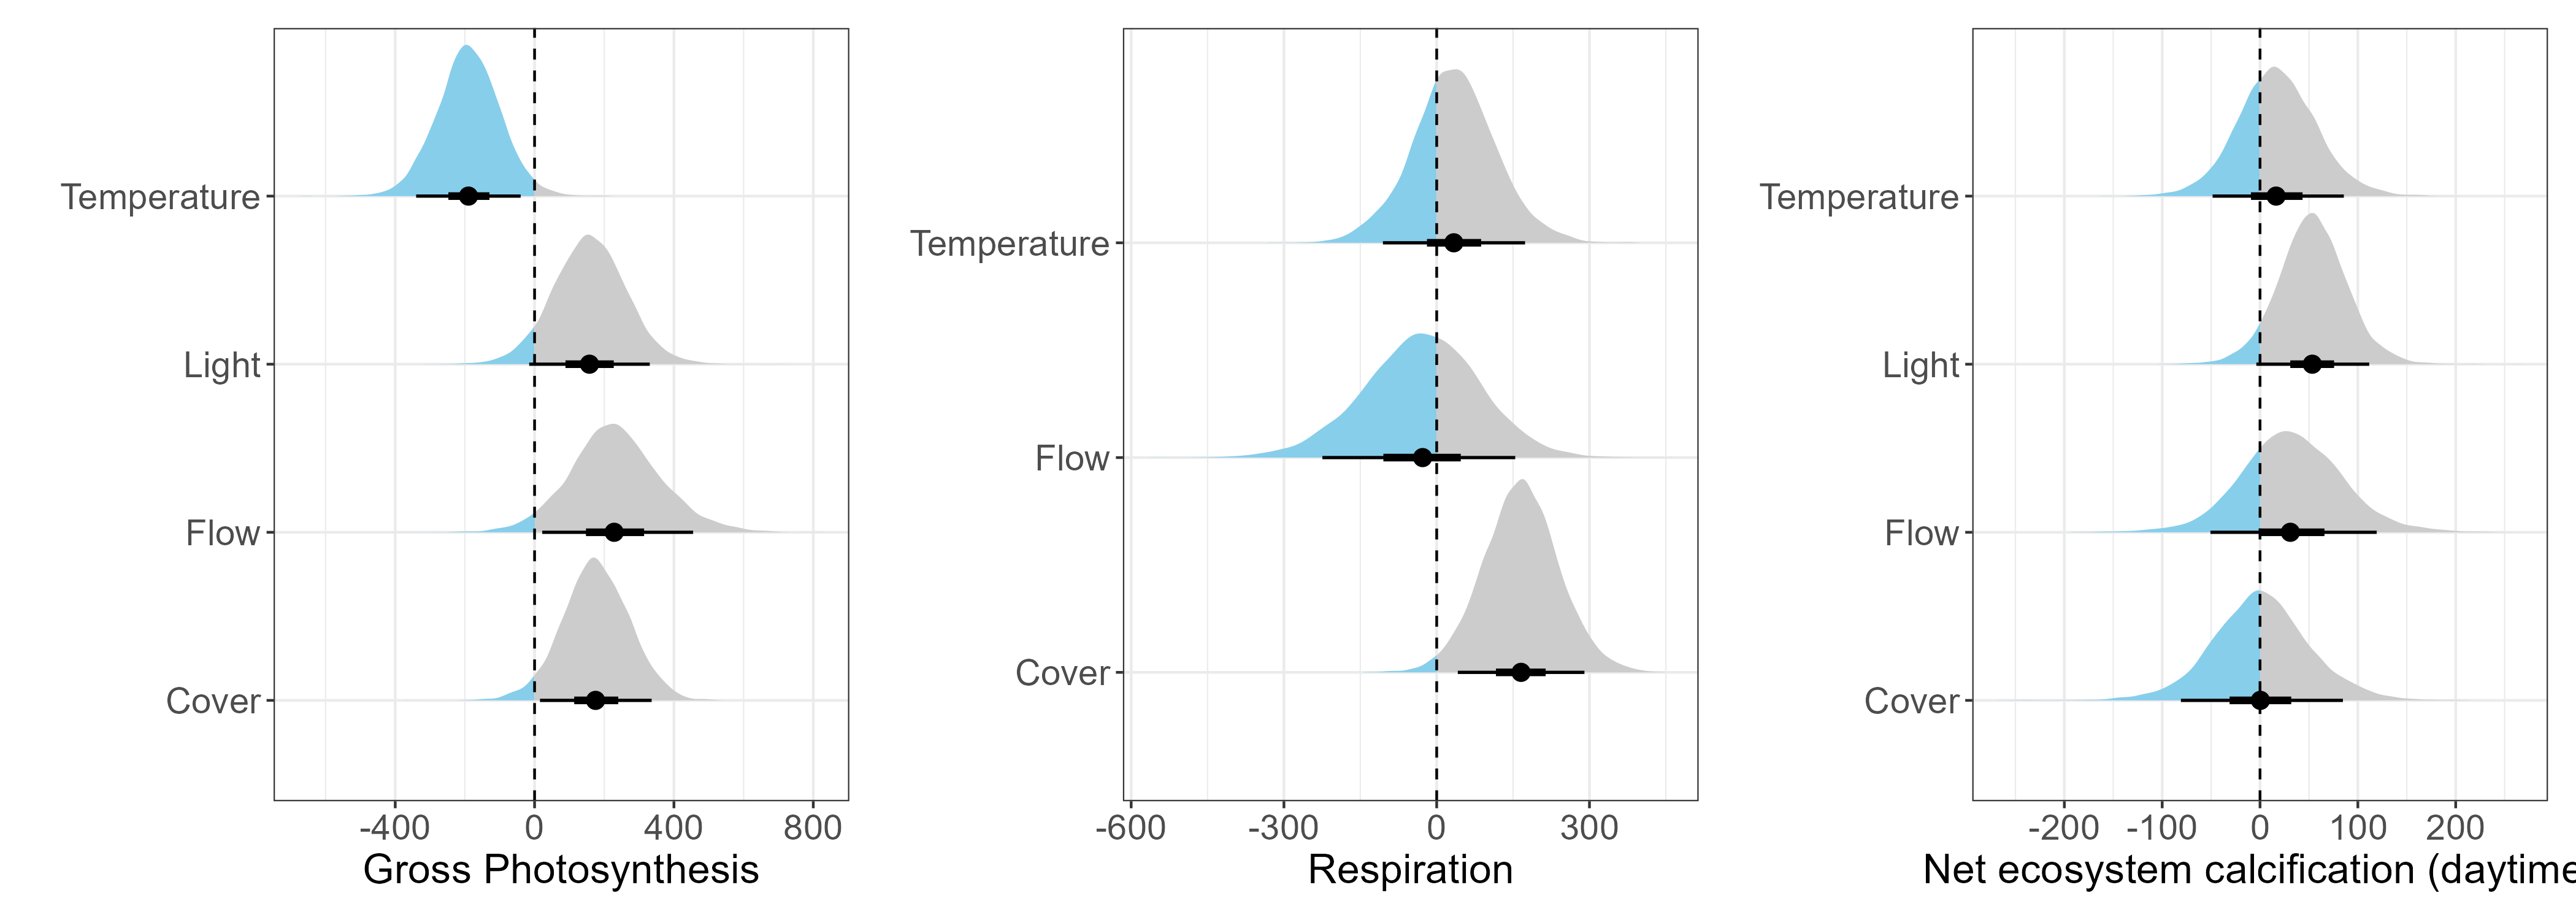 Temperature
Light
Flow
Cover
-400 0 400 800
Gross Photosynthesis
Temperature
Flow
Cover
-600 -300 0 300
Respiration
Temperature
Light
Flow
Cover
-200 -100 0 100 200
Net ecosystem calcification (daytime